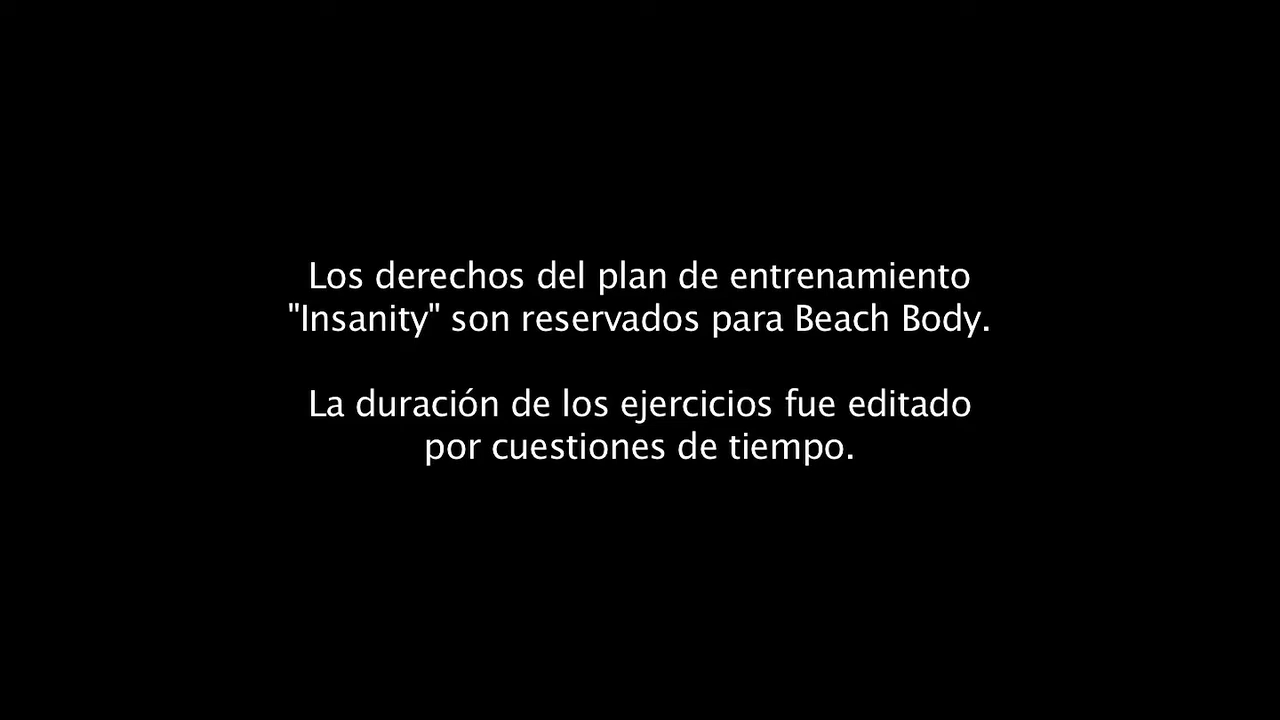 Los derechos del plan de entrenamiento
"Insanity" son reservados para Beach Body.
La duración de los ejercicios fue editado
por cuestiones de tiempo.